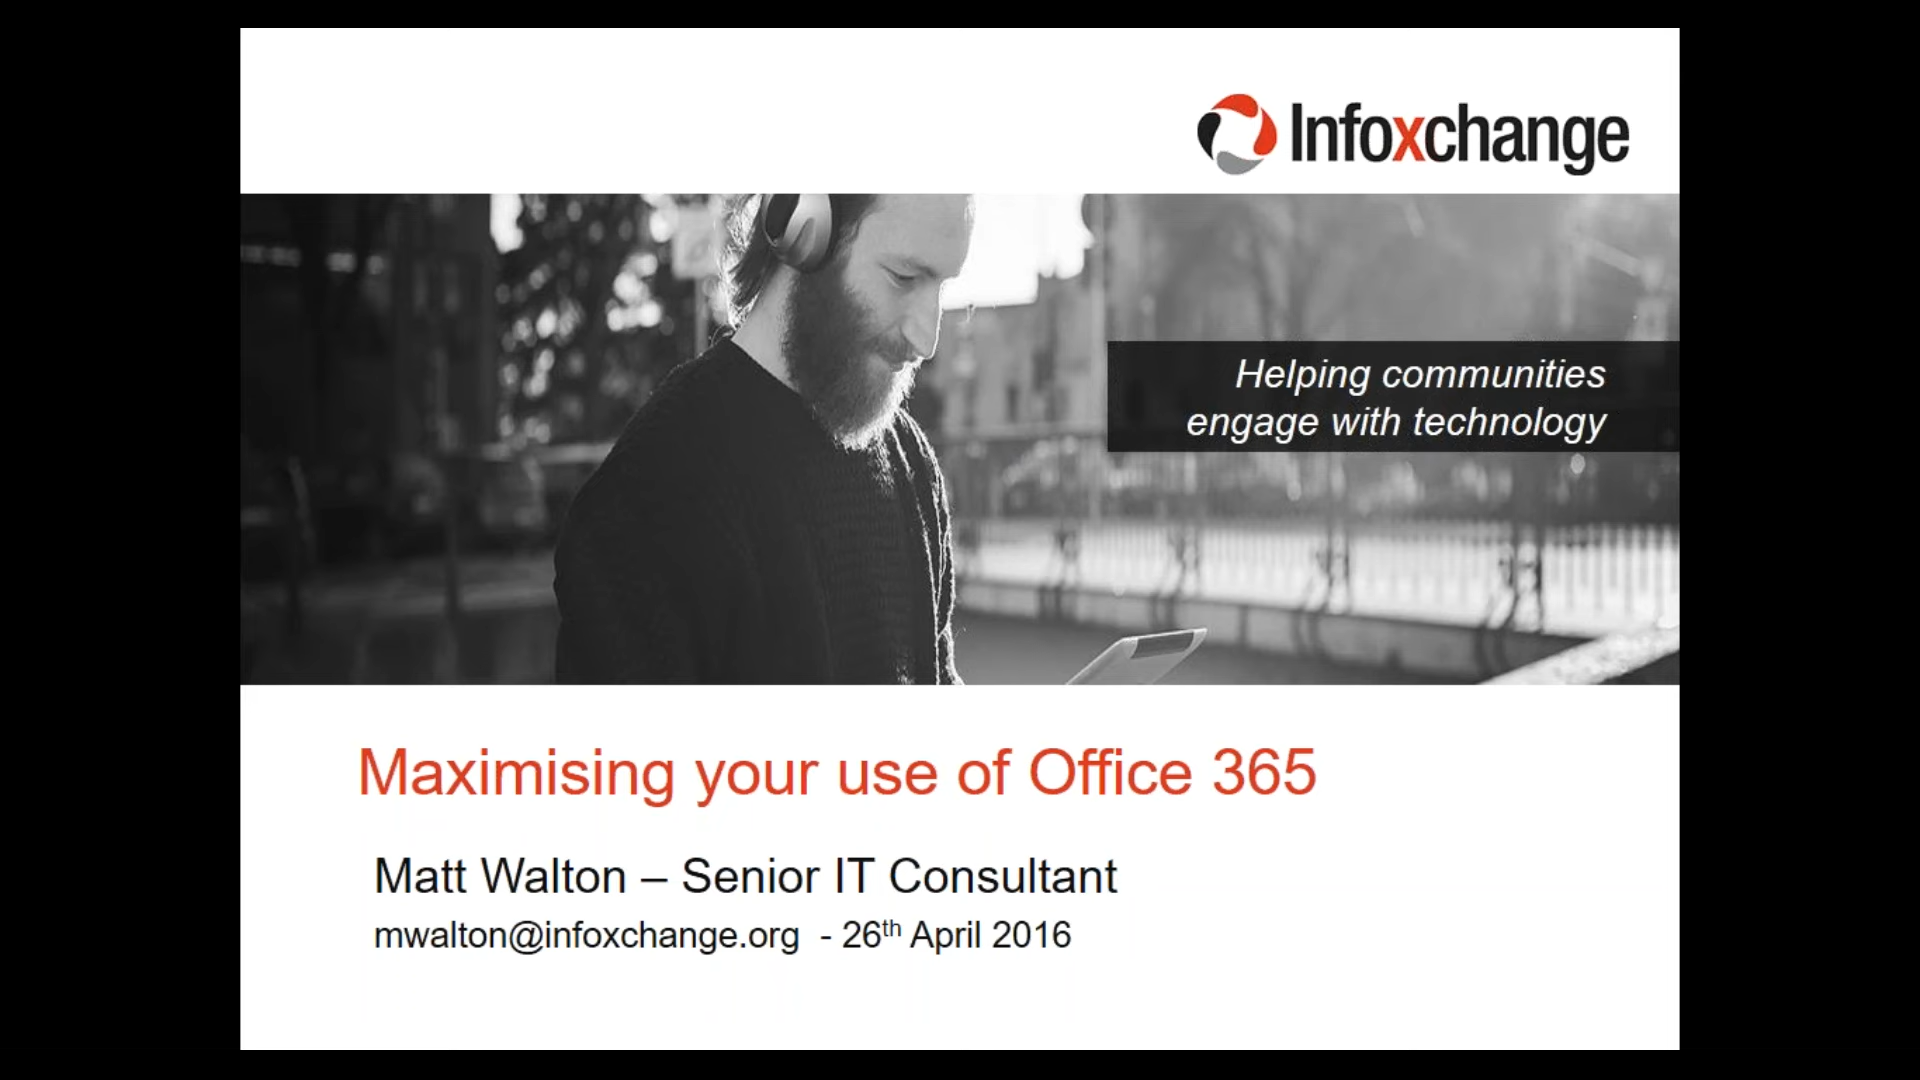 Infoxchange
Helping communities
engage with technology
Maximising your use of Office 365
Matt Walton – Senior IT Consultant
mwalton@infoxchange.org - 26th April 2016